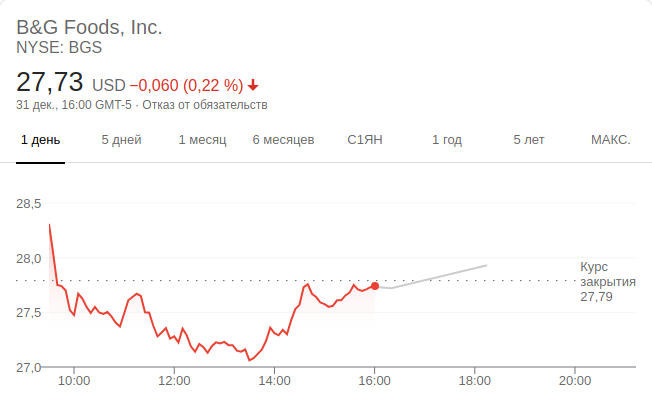 B&G Foods, Inc.
NYSE: BGS
27,73 USD −0,060 (0,22 %)
31 дек., 16:00 GMT-5 · Отказ от обязательств
1 день 5 дней 1 месяц 6 месяцев С1ЯН 1 год 5 лет МАКС.
28,5
28,0
27,5
27,0
Курс
закрытия
27,79
10:00 12:00 14:00 16:00 18:00 20:00